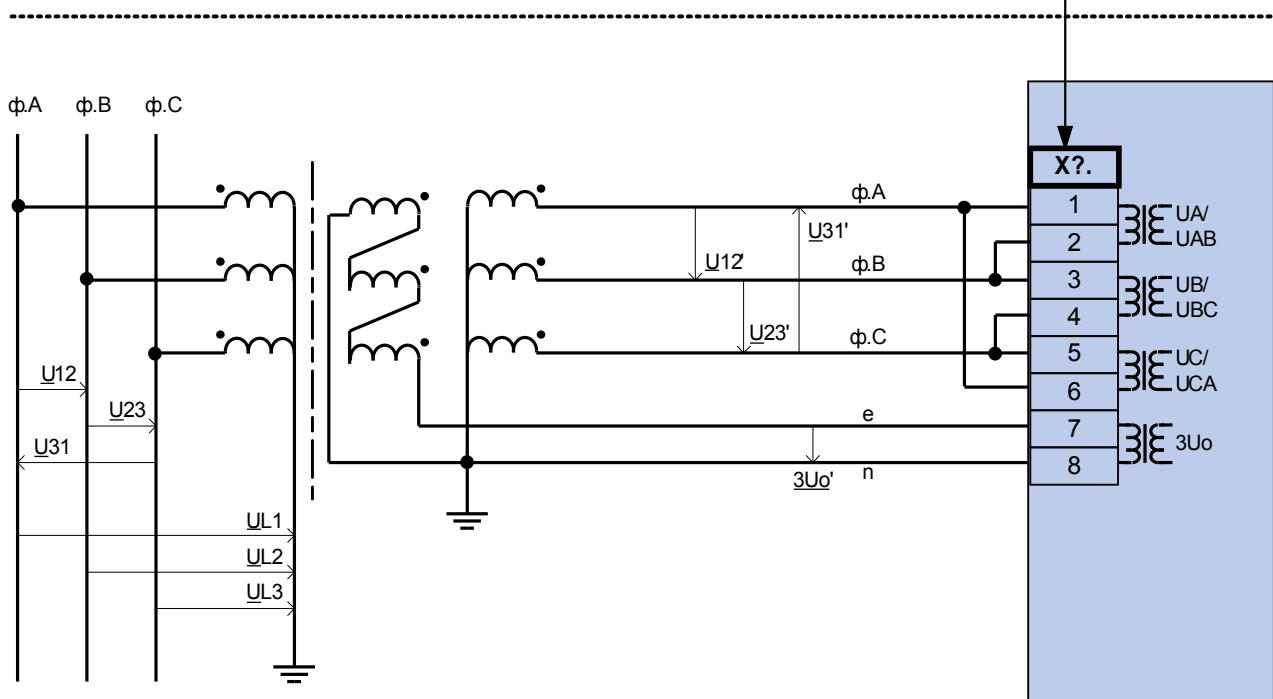 ф.A ф.B ф.C
X?.
1
2
3
4
5
6
7
8
UA/
UAB
UB/
UBC
UC/
UCA
3Uo
ф.A
U31'
U12'
ф.B
U23'
ф.C
U12
U23
U31
e
3Uo'
n
UL1
UL2
UL3